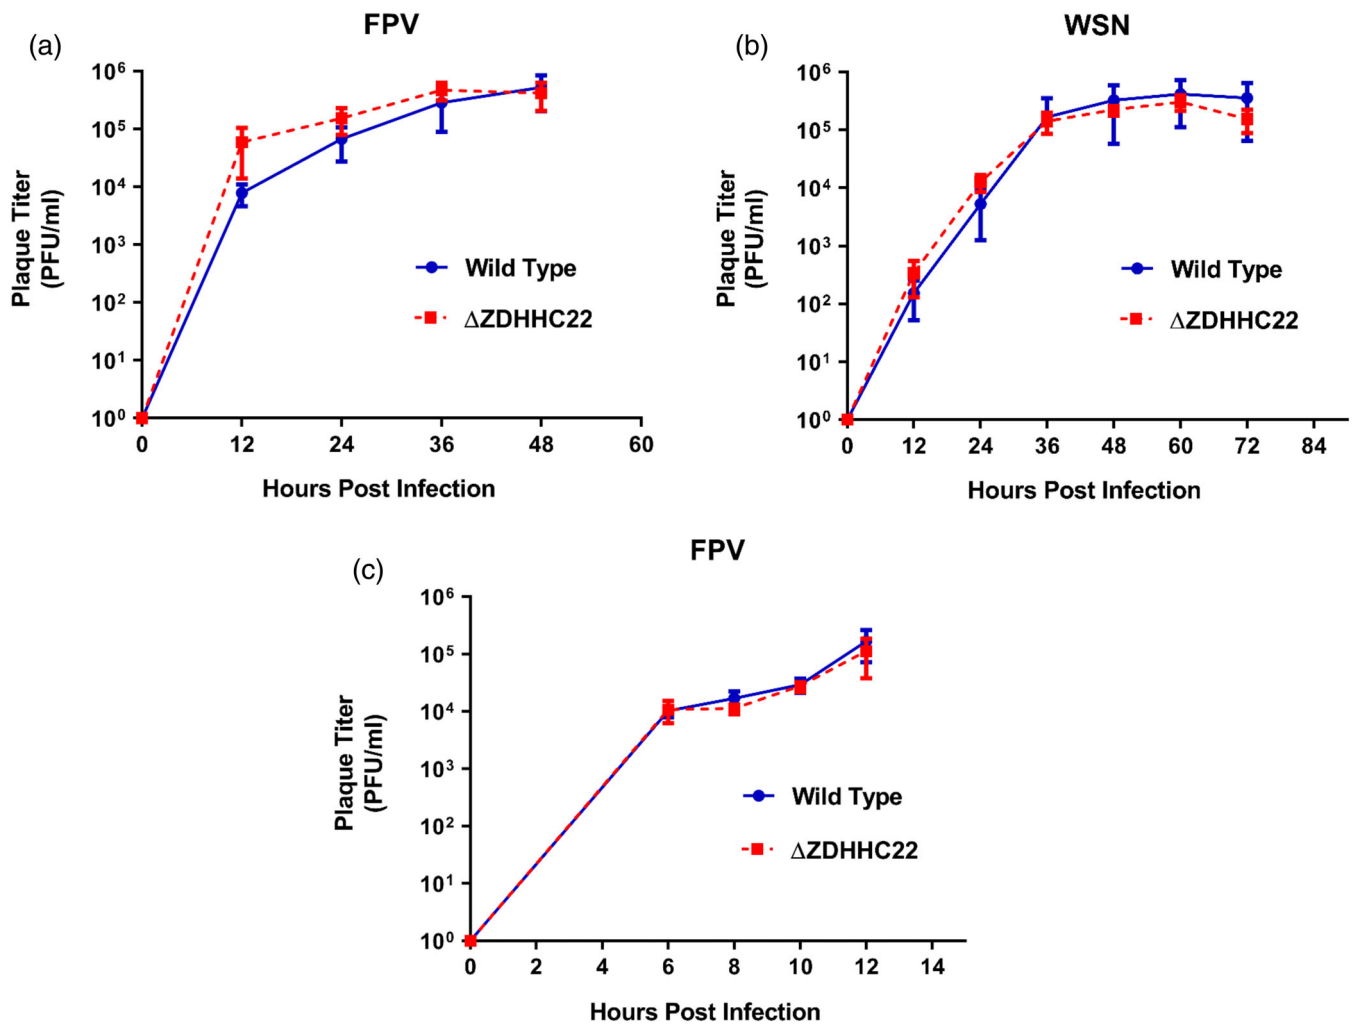 (a)
FPV
Plaque Titer
(PFU/ml)
10⁶
10⁵
10⁴
10³
10²
10¹
10⁰
0 12 24 36 48 60
Hours Post Infection
Wild Type
ΔZDHHC22
(b)
WSN
Plaque Titer
(PFU/ml)
10⁶
10⁵
10⁴
10³
10²
10¹
10⁰
0 12 24 36 48 60 72 84
Hours Post Infection
Wild Type
ΔZDHHC22
(c)
FPV
Plaque Titer
(PFU/ml)
10⁶
10⁵
10⁴
10³
10²
10¹
10⁰
0 2 4 6 8 10 12 14
Hours Post Infection
Wild Type
ΔZDHHC22